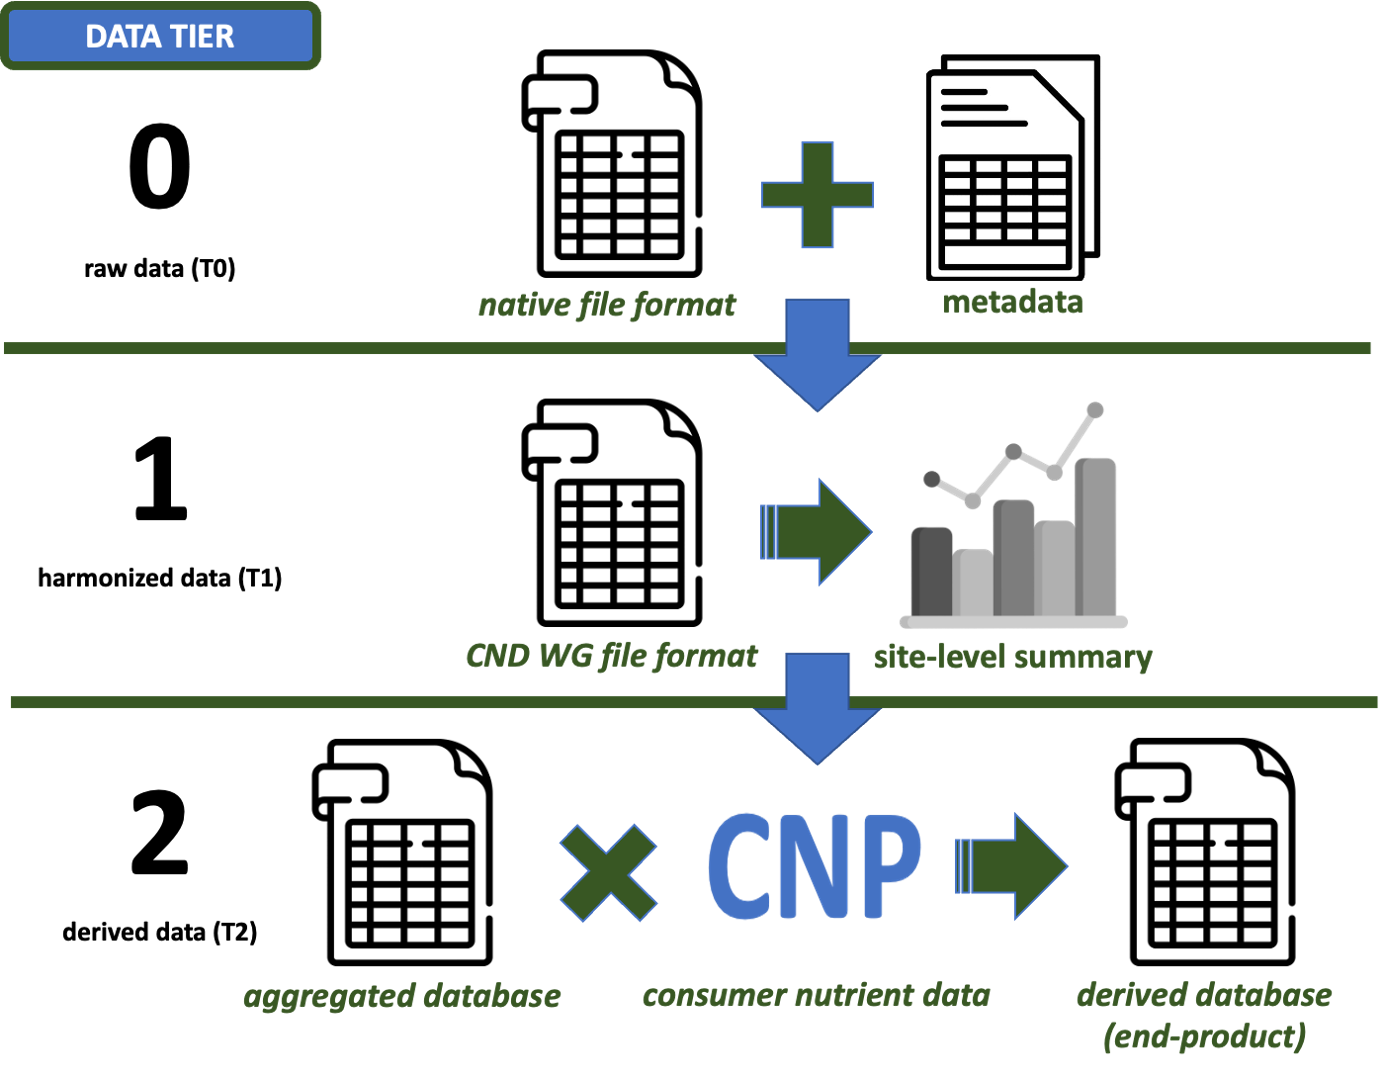 DATA TIER
0
raw data (T0)
native file format
metadata
1
harmonized data (T1)
CND WG file format
site-level summary
2
derived data (T2)
CNP
aggregated database
consumer nutrient data
derived database
(end-product)